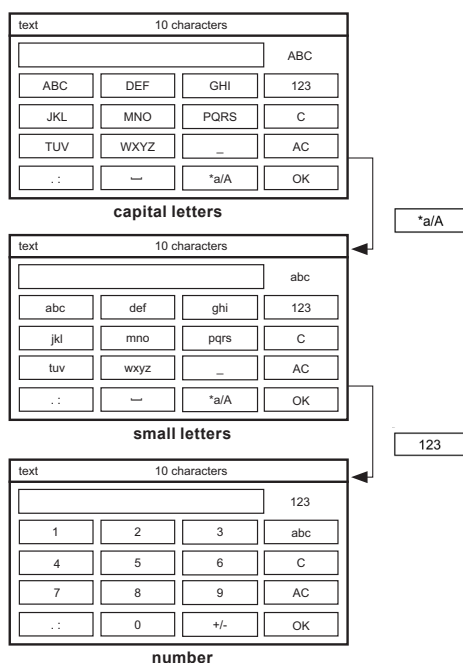 text 10 characters
ABC
ABC DEF GHI 123
JKL MNO PQRS C
TUV WXYZ _ AC
. : ⎵ *a/A OK
capital letters
*a/A
text 10 characters
abc
abc def ghi 123
jkl mno pqrs C
tuv wxyz _ AC
. : ⎵ *a/A OK
small letters
123
text 10 characters
123
1 2 3 abc
4 5 6 C
7 8 9 AC
. : 0 +/- OK
number